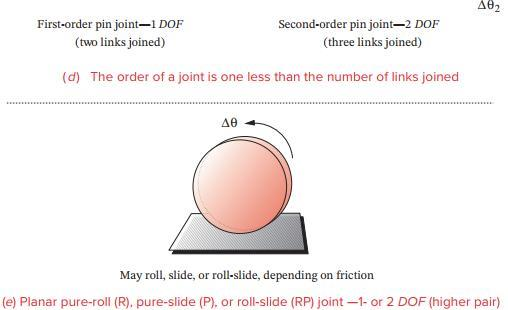 Δθ₂
First-order pin joint—1 DOF
Second-order pin joint—2 DOF
(two links joined)
(three links joined)
(d) The order of a joint is one less than the number of links joined
Δθ
May roll, slide, or roll-slide, depending on friction
(e) Planar pure-roll (R), pure-slide (P), or roll-slide (RP) joint —1- or 2 DOF (higher pair)